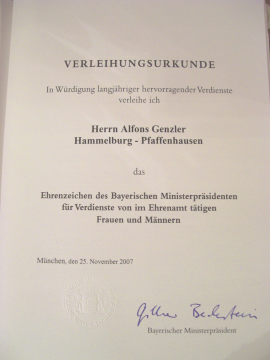 VERLEIHUNGSURKUNDE
In Würdigung langjähriger hervorragender Verdienste
verleihe ich
Herrn Alfons Genzler
Hammelburg - Pfaffenhausen
das
Ehrenzeichen des Bayerischen Ministerpräsidenten
für Verdienste von im Ehrenamt tätigen
Frauen und Männern
München, den 25. November 2007
Bayerischer Ministerpräsident